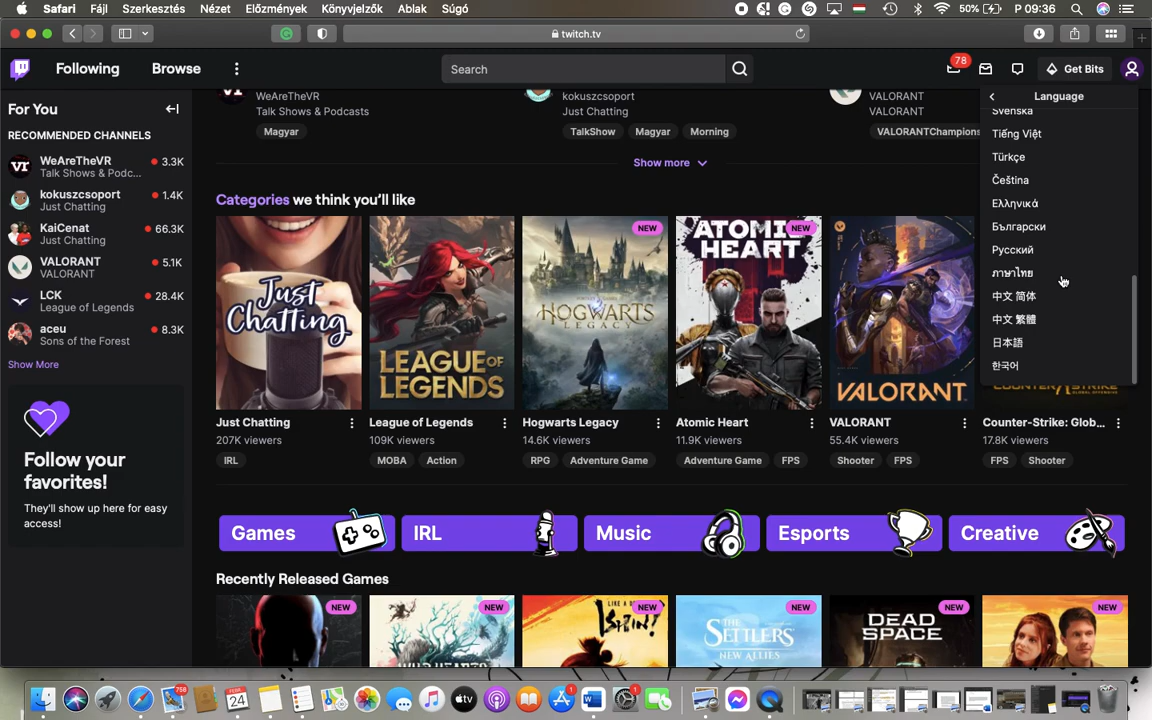 Safari Fájl Szerkesztés Nézet Előzmények Könyvjelzők Ablak Súgó 50% P 09:36
twitch.tv
Following Browse Search 78 Get Bits
For You
RECOMMENDED CHANNELS
WeAreTheVR 3.3K
Talk Shows & Podc...
kokuszcsoport 1.4K
Just Chatting
KaiCenat 66.3K
Just Chatting
VALORANT 5.1K
VALORANT
LCK 28.4K
League of Legends
aceu 8.3K
Sons of the Forest
Show More
Follow your
favorites!
They'll show up here for easy
access!
WeAreTheVR
Talk Shows & Podcasts
Magyar
kokuszcsoport
Just Chatting
TalkShow Magyar Morning
VALORANT
VALORANT
VALORANTChampions
Show more
Language
Svenska
Tiếng Việt
Türkçe
Čeština
Ελληνικά
Български
Русский
ภาษาไทย
中文 简体
中文 繁體
日本語
한국어
Categories we think you'll like
Just Chatting
LEAGUE OF
LEGENDS
NEW
HOGWARTS
LEGACY
NEW
ATOMIC
HEART
VALORANT
COUNTER-STRIKE
Just Chatting
207K viewers
IRL
League of Legends
109K viewers
MOBA Action
Hogwarts Legacy
14.6K viewers
RPG Adventure Game
Atomic Heart
11.9K viewers
Adventure Game FPS
VALORANT
55.4K viewers
Shooter FPS
Counter-Strike: Glob...
17.8K viewers
FPS Shooter
Games IRL Music Esports Creative
Recently Released Games
NEW
NEW
NEW
LIKE A DRAGON
ISHIN!
NEW
THE
SETTLERS
NEW ALLIES
NEW
DEAD
SPACE
NEW
758 FEBR 24 1 1